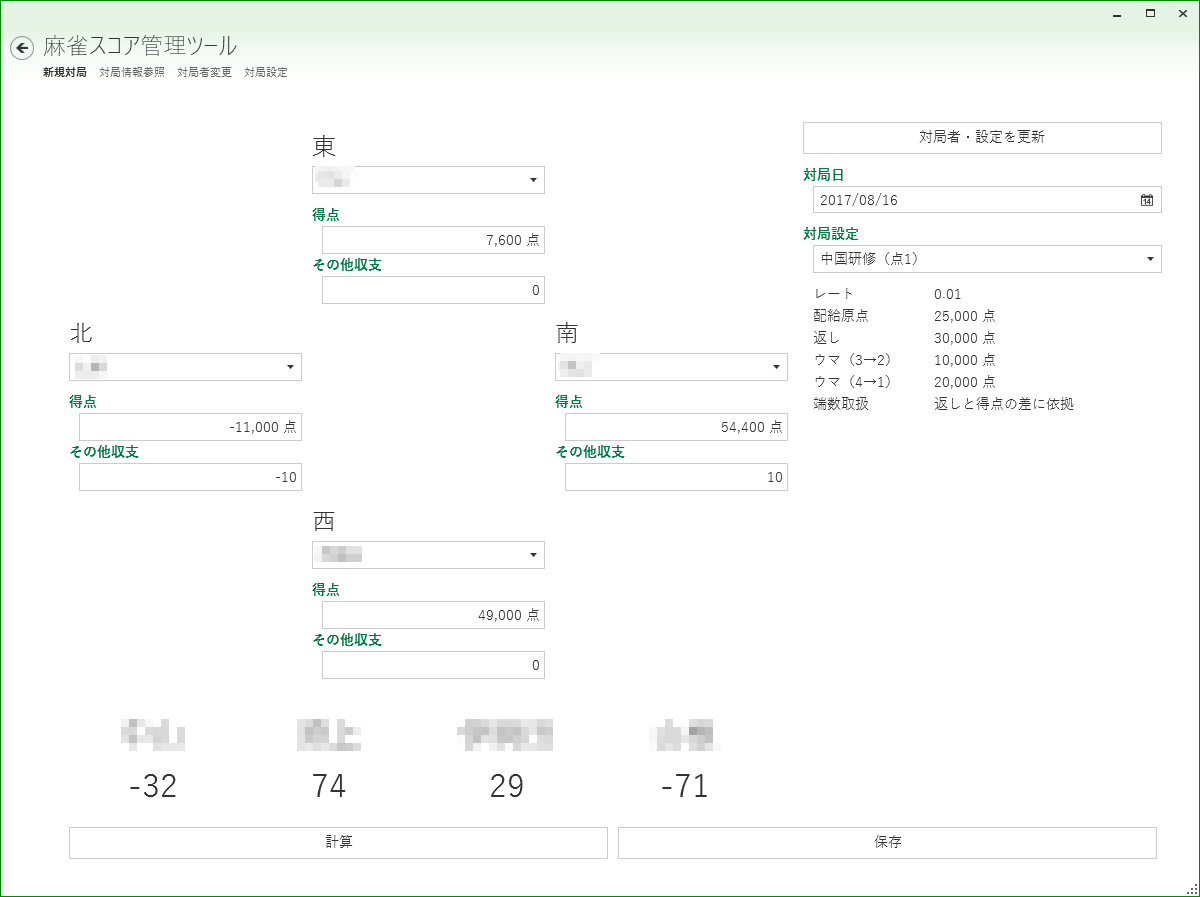 麻雀スコア管理ツール
新規対局 対局情報参照 対局者変更 対局設定
東
得点
7,600 点
その他収支
0
北
得点
-11,000 点
その他収支
-10
南
得点
54,400 点
その他収支
10
西
得点
49,000 点
その他収支
0
対局者・設定を更新
対局日
2017/08/16
14
対局設定
中国研修（点1）
レート 0.01
配給原点 25,000 点
返し 30,000 点
ウマ（3→2） 10,000 点
ウマ（4→1） 20,000 点
端数取扱 返しと得点の差に依拠
-32 74 29 -71
計算 保存